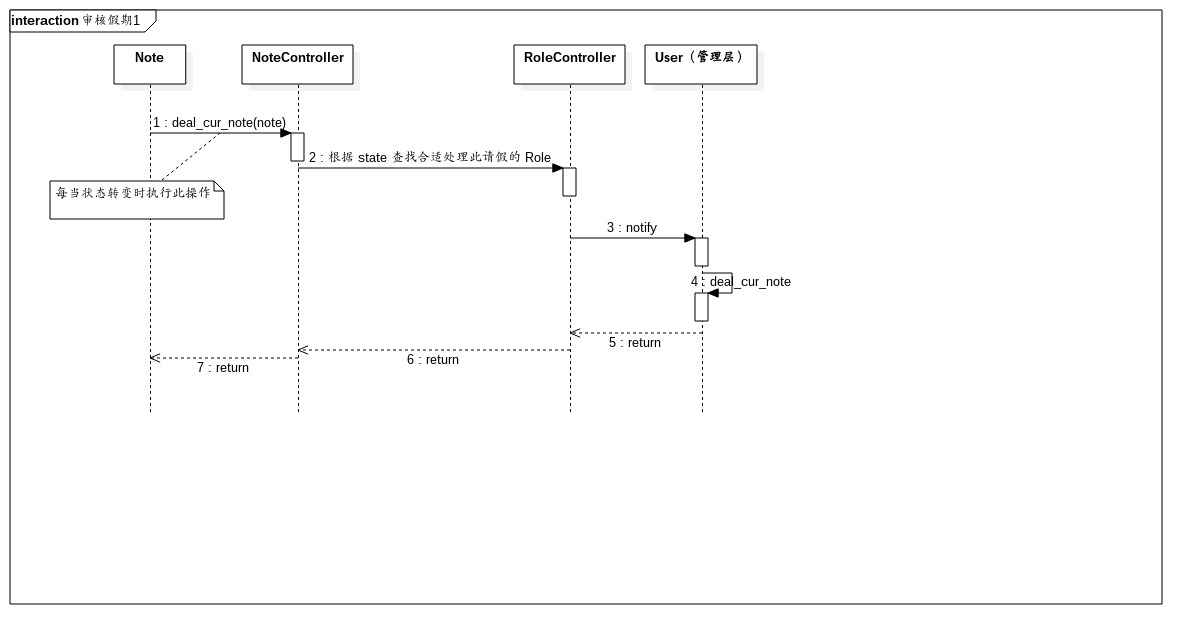 interaction 审核假期1
Note
NoteController
RoleController
User（管理层）
1 : deal_cur_note(note)
2 : 根据 state 查找合适处理此请假的 Role
每当状态转变时执行此操作
3 : notify
4 : deal_cur_note
5 : return
6 : return
7 : return